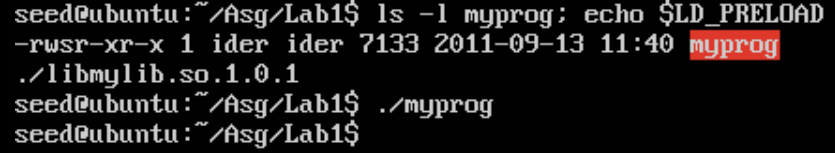 seed@ubuntu:~/Asg/Lab1$ ls -l myprog; echo $LD_PRELOAD
-rwsr-xr-x 1 ider ider 7133 2011-09-13 11:40 myprog
./libmylib.so.1.0.1
seed@ubuntu:~/Asg/Lab1$ ./myprog
seed@ubuntu:~/Asg/Lab1$